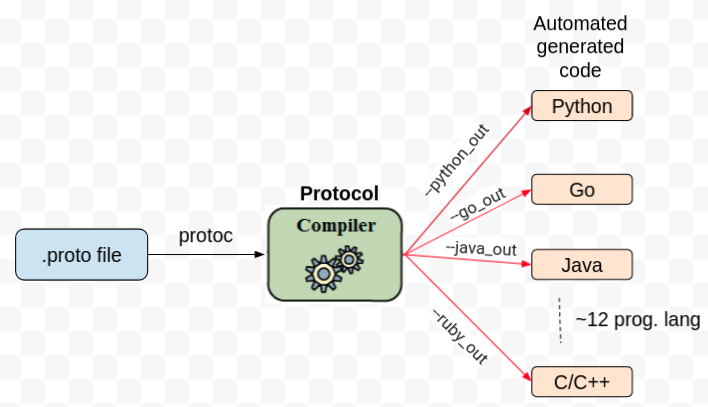 Automated
generated
code
Python
--python_out
Go
--go_out
Protocol
Compiler
protoc
.proto file
--java_out
Java
~12 prog. lang
--ruby_out
C/C++